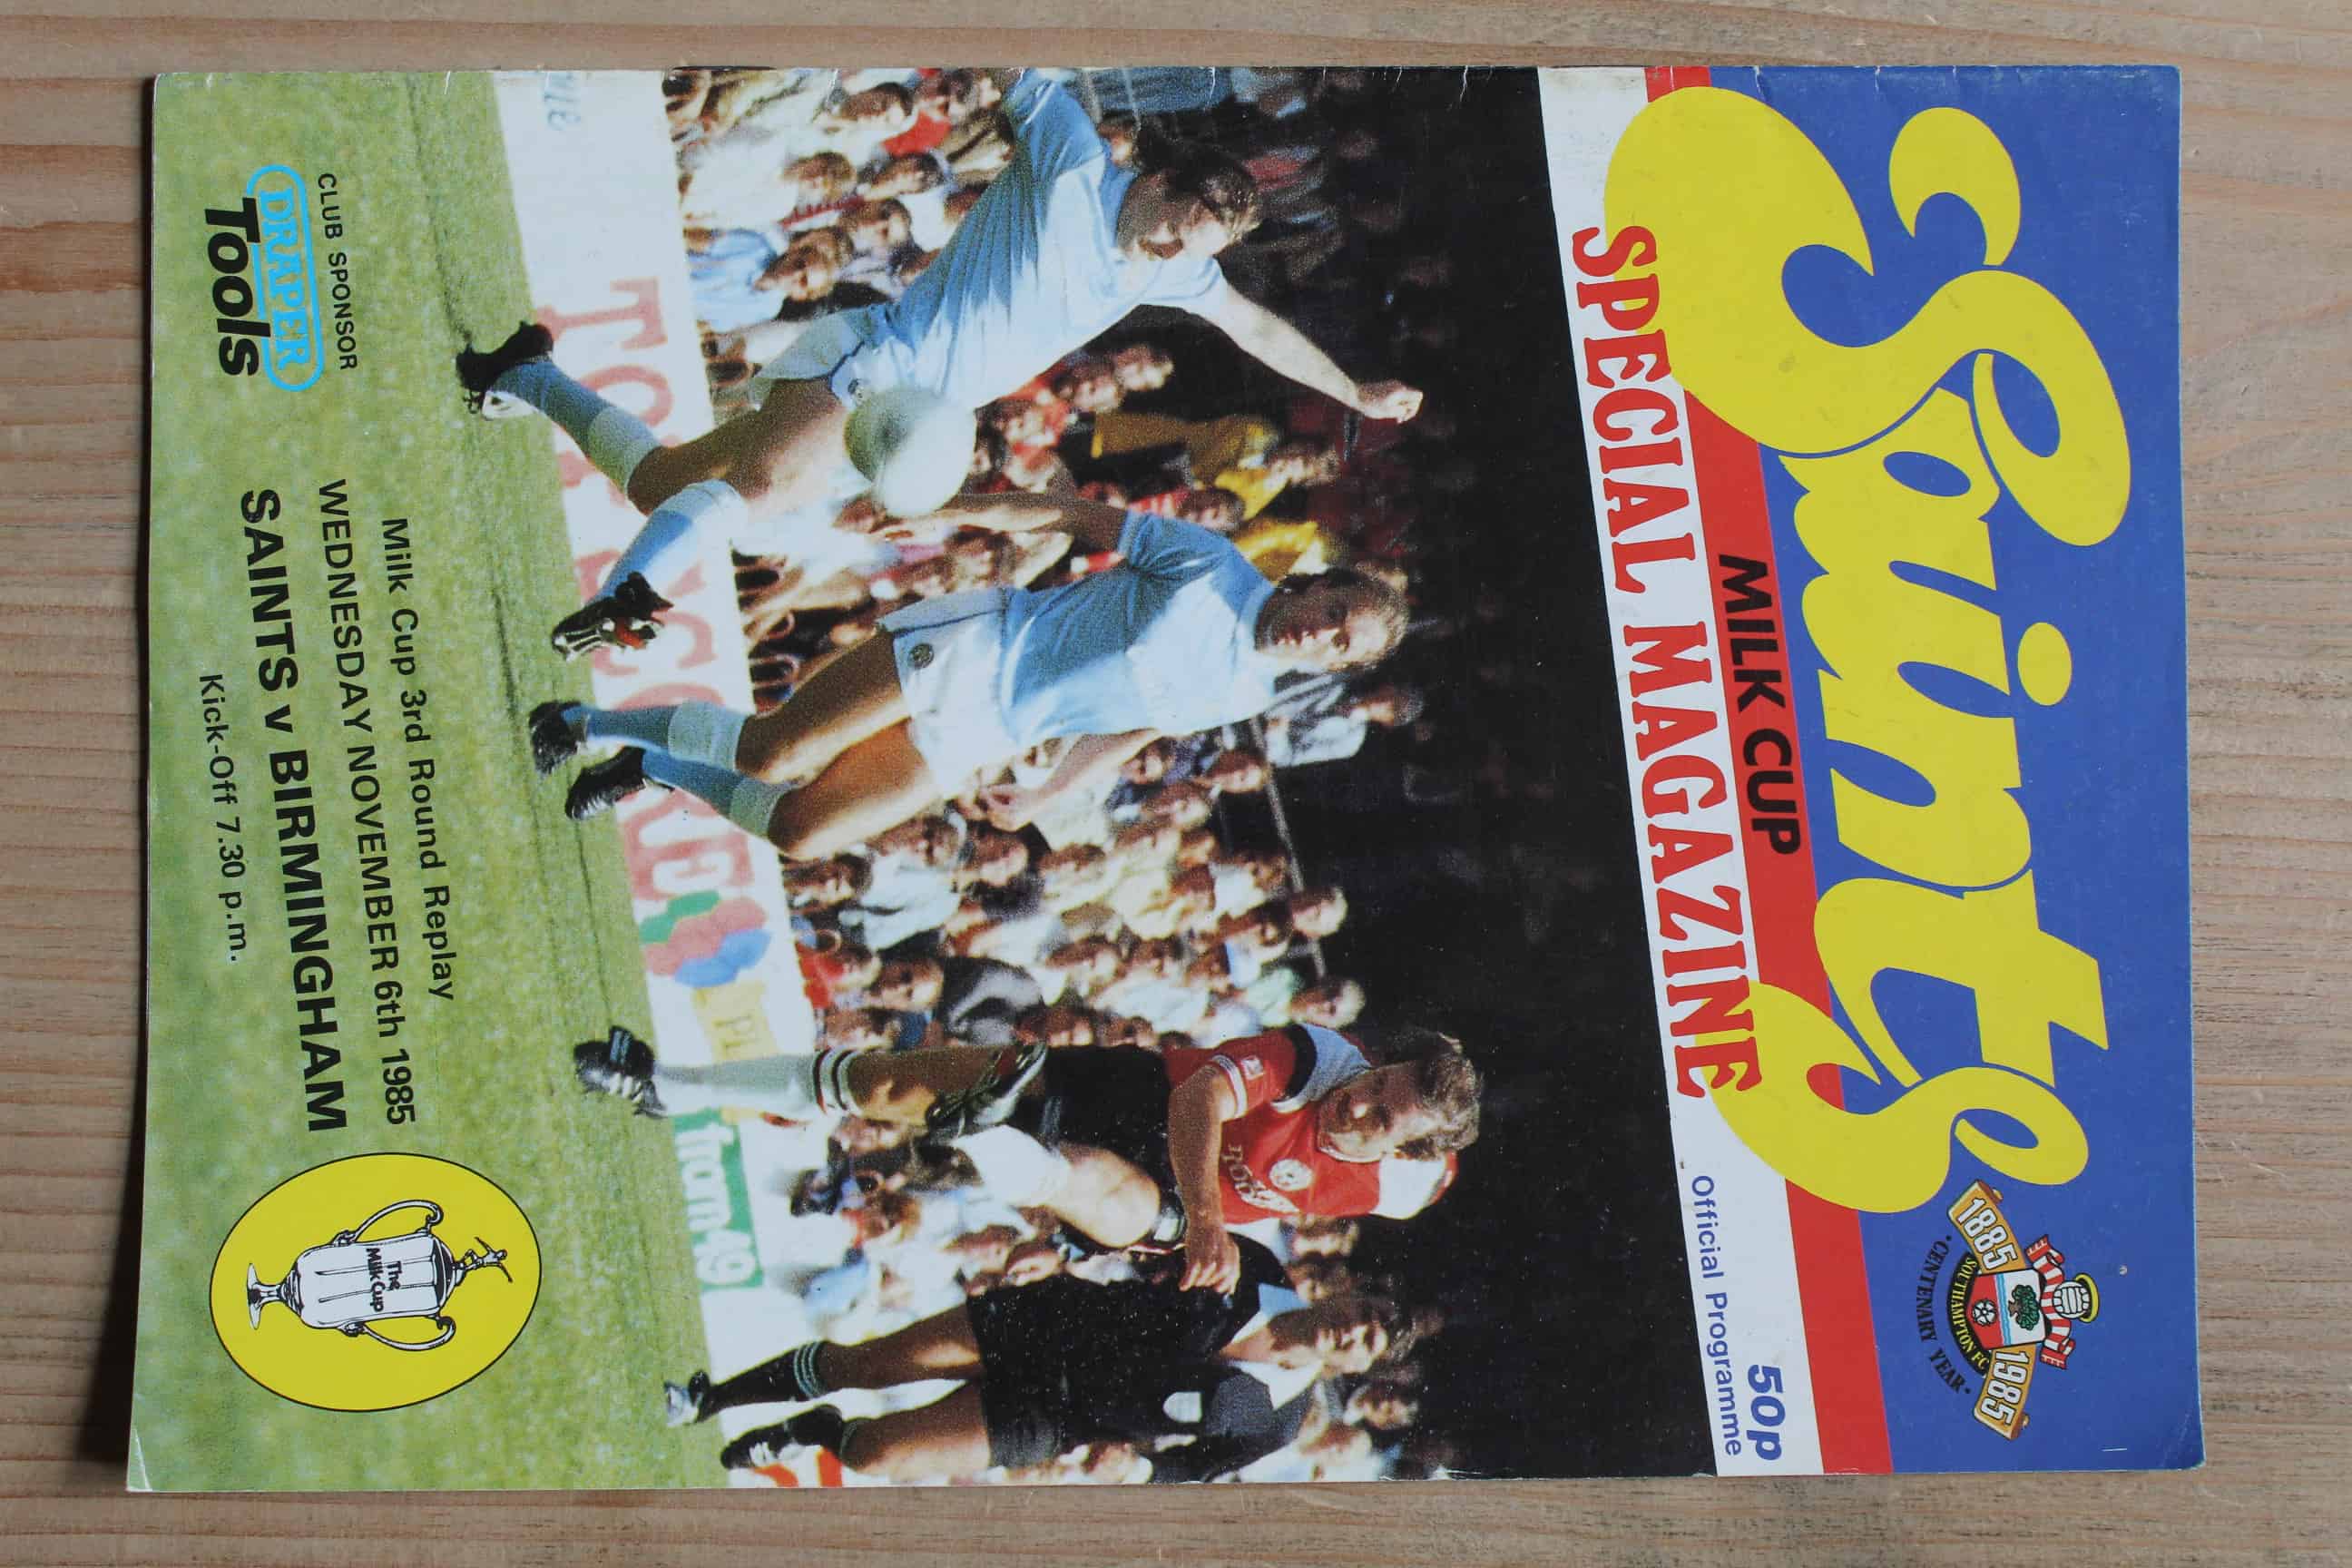 Saints
1885
1985
SOUTHAMPTON FC
• CENTENARY YEAR •
MILK CUP
SPECIAL MAGAZINE
50p
Official Programme
from 49
CLUB SPONSOR
DRAPER
Tools
Milk Cup 3rd Round Replay
WEDNESDAY NOVEMBER 6th 1985
SAINTS v BIRMINGHAM
Kick-Off 7.30 p.m.
The
Milk Cup